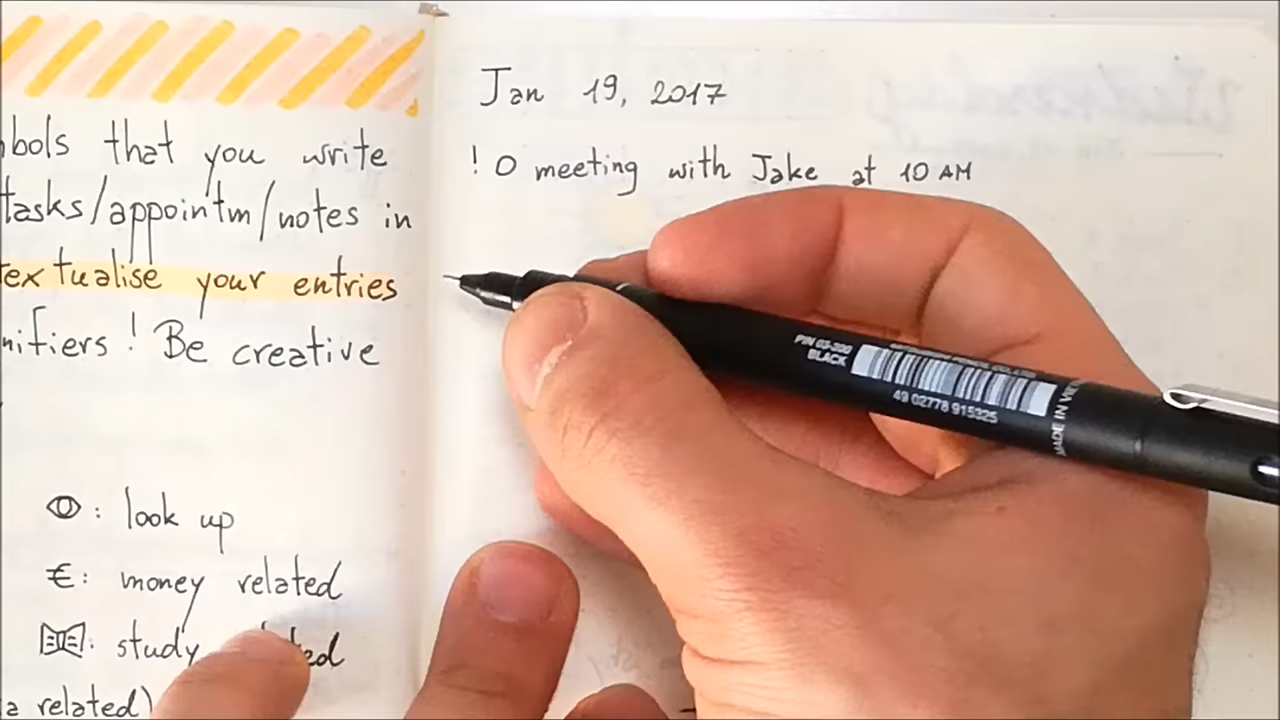 bols that you write
tasks/appointm/notes in
textualise your entries
nifiers! Be creative
: look up
€: money related
: study
a related)
Jan 19, 2017
! O meeting with Jake at 10 AM
PIN 03-200
BLACK
49 02778 915325
MADE IN